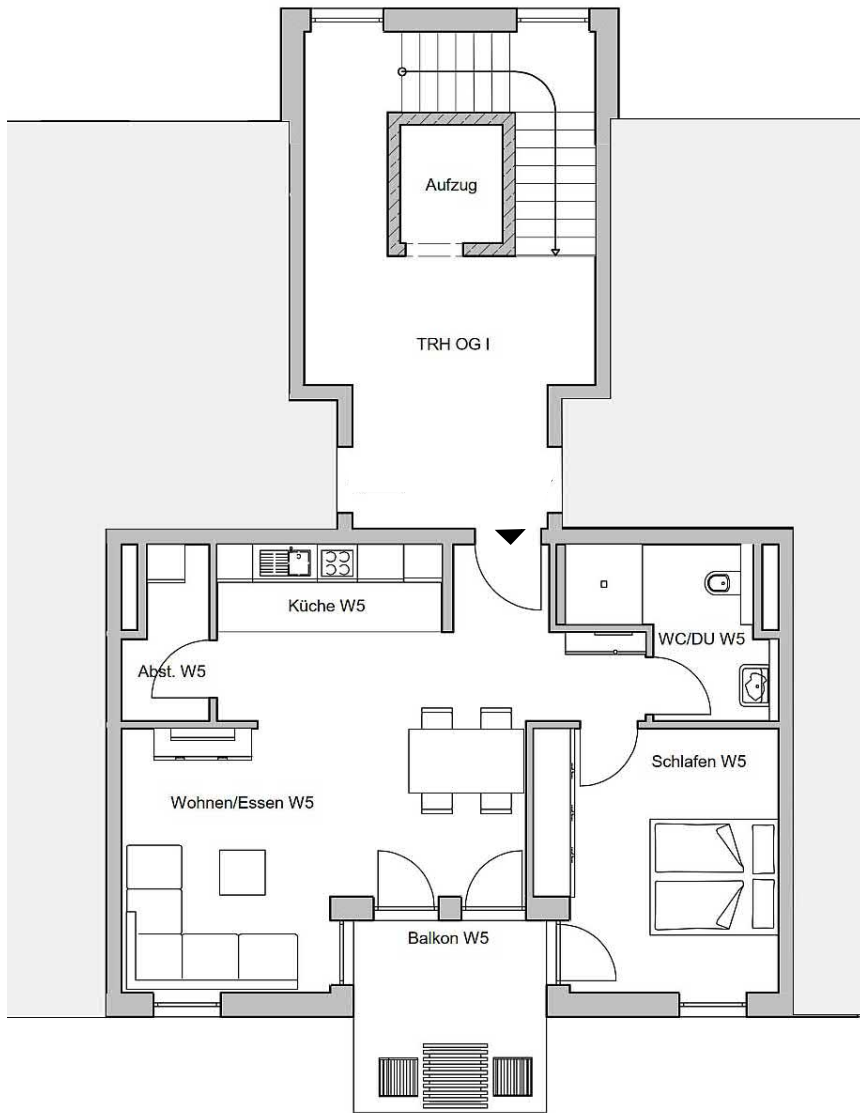 Aufzug
TRH OG I
Küche W5
WC/DU W5
Abst. W5
Schlafen W5
Wohnen/Essen W5
Balkon W5